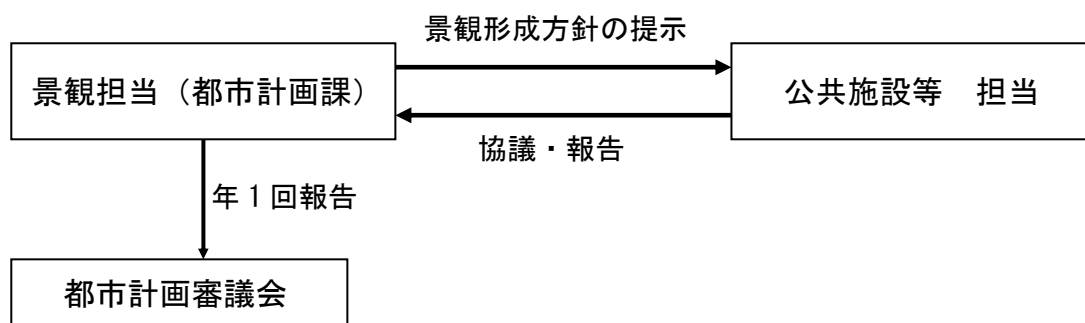 景観形成方針の提示
景観担当（都市計画課）
公共施設等　担当
協議・報告
年１回報告
都市計画審議会